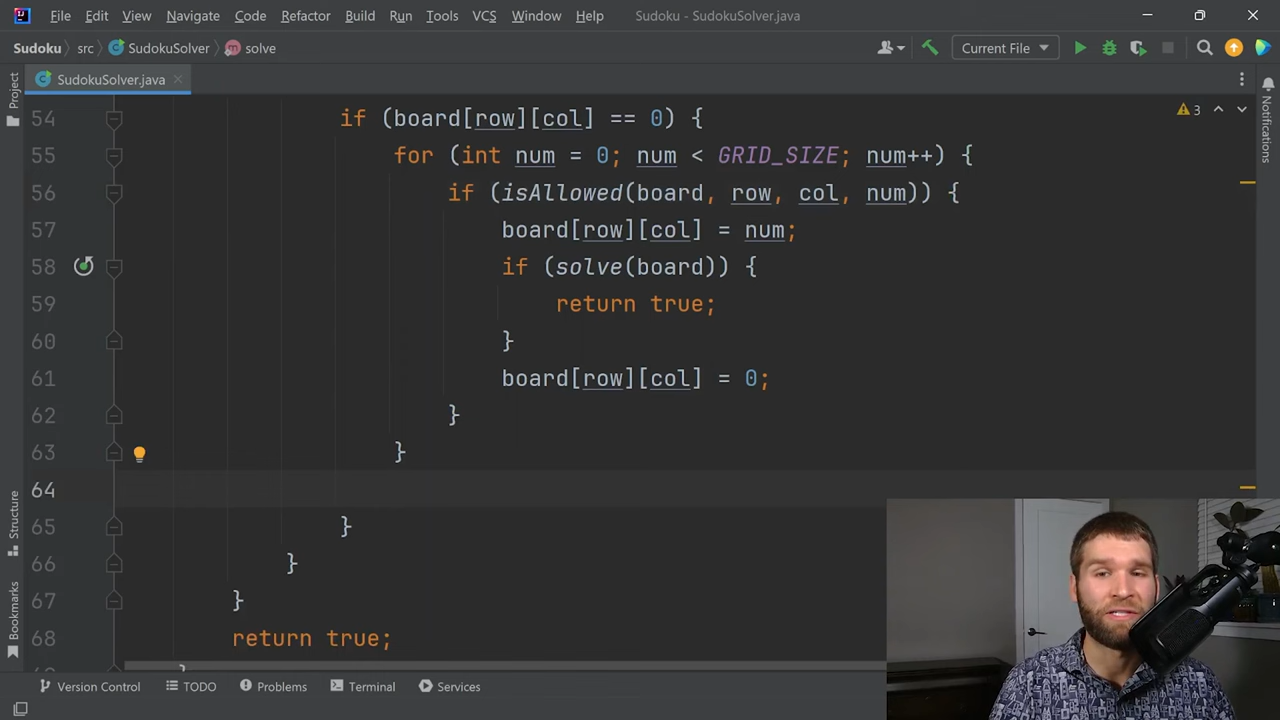 File Edit View Navigate Code Refactor Build Run Tools VCS Window Help Sudoku - SudokuSolver.java
Sudoku src SudokuSolver solve Current File
SudokuSolver.java
Project
Notifications
3
54 if (board[row][col] == 0) {
55 for (int num = 0; num < GRID_SIZE; num++) {
56 if (isAllowed(board, row, col, num)) {
57 board[row][col] = num;
58 if (solve(board)) {
59 return true;
60 }
61 board[row][col] = 0;
62 }
63 }
64
65 }
66 }
67 }
68 return true;
Structure
Bookmarks
Version Control TODO Problems Terminal Services